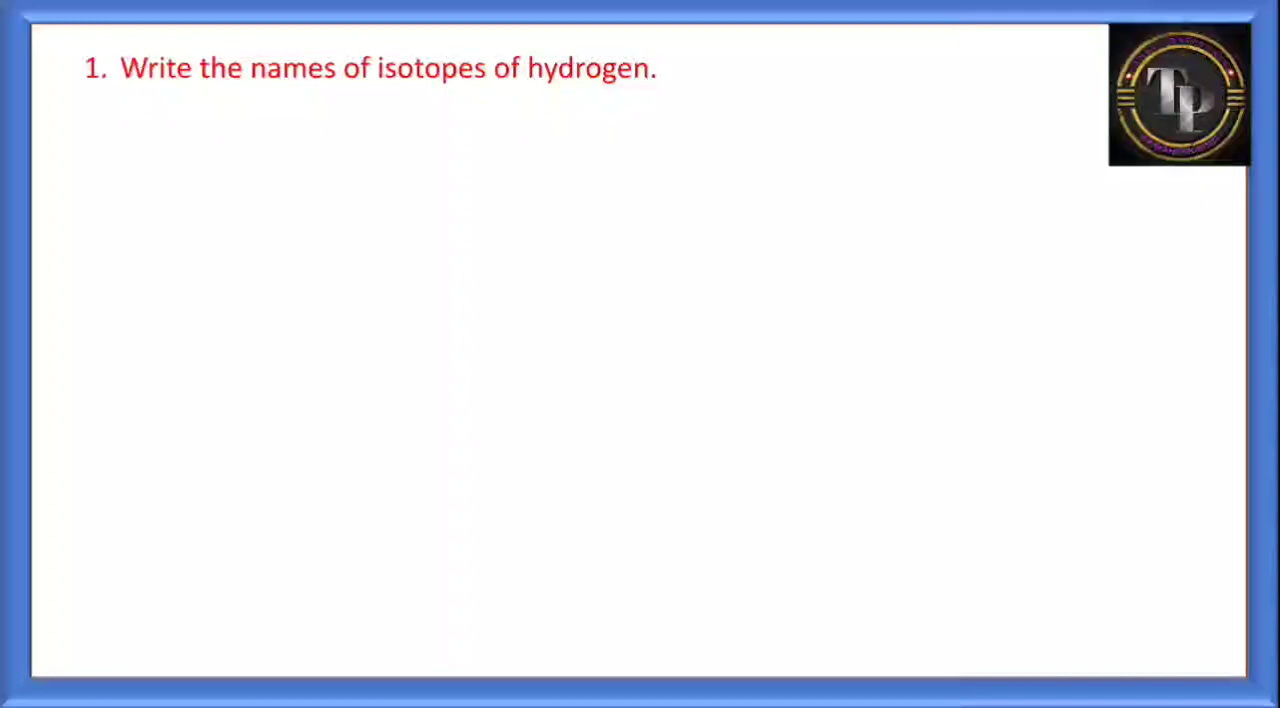 1. Write the names of isotopes of hydrogen.
TP